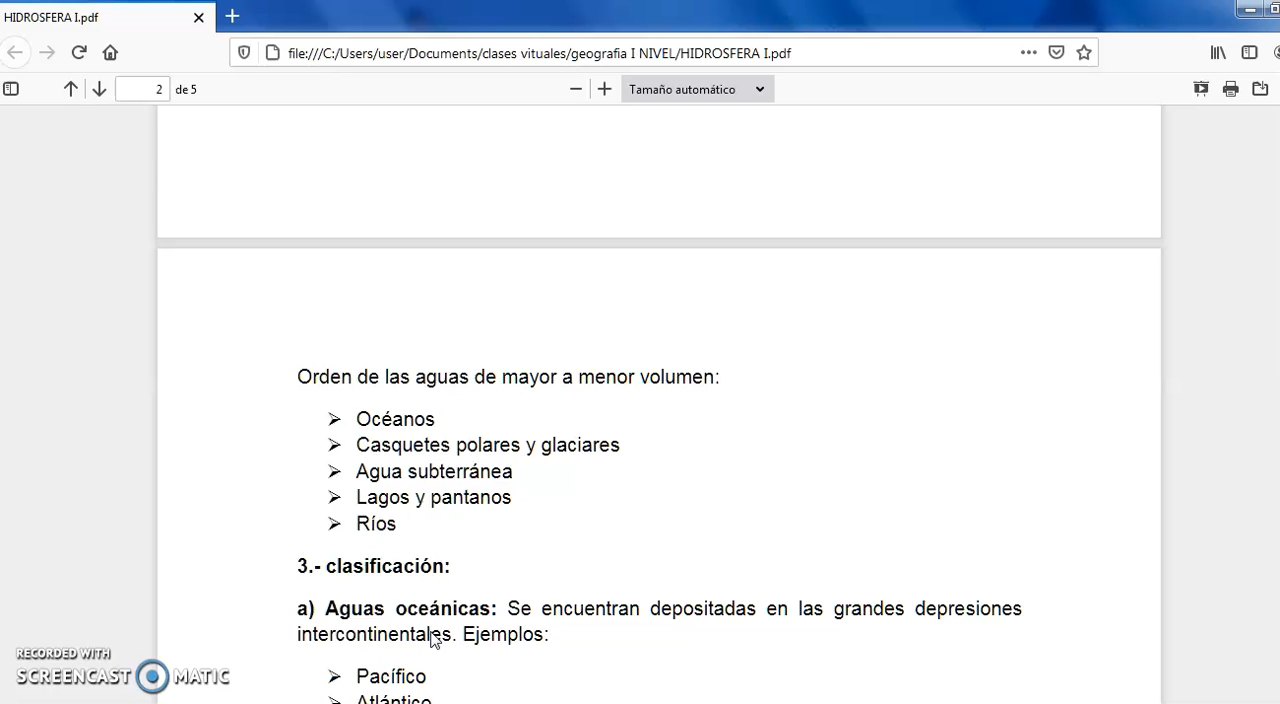 HIDROSFERA I.pdf
file:///C:/Users/user/Documents/clases vituales/geografia I NIVEL/HIDROSFERA I.pdf
2 de 5
Tamaño automático
Orden de las aguas de mayor a menor volumen:
➢ Océanos
➢ Casquetes polares y glaciares
➢ Agua subterránea
➢ Lagos y pantanos
➢ Ríos
3.- clasificación:
a) Aguas oceánicas: Se encuentran depositadas en las grandes depresiones
intercontinentales. Ejemplos:
➢ Pacífico
➢ Atlántico
RECORDED WITH
SCREENCAST MATIC